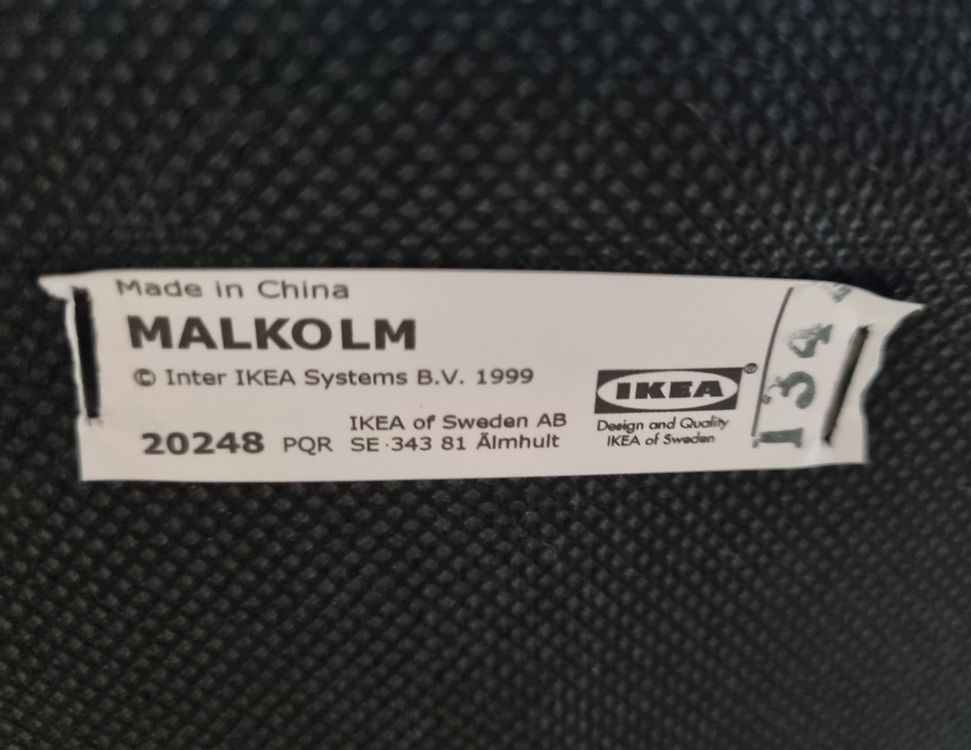 Made in China
MALKOLM
© Inter IKEA Systems B.V. 1999
IKEA of Sweden AB
20248 PQR SE-343 81 Älmhult
IKEA®
Design and Quality
IKEA of Sweden
134